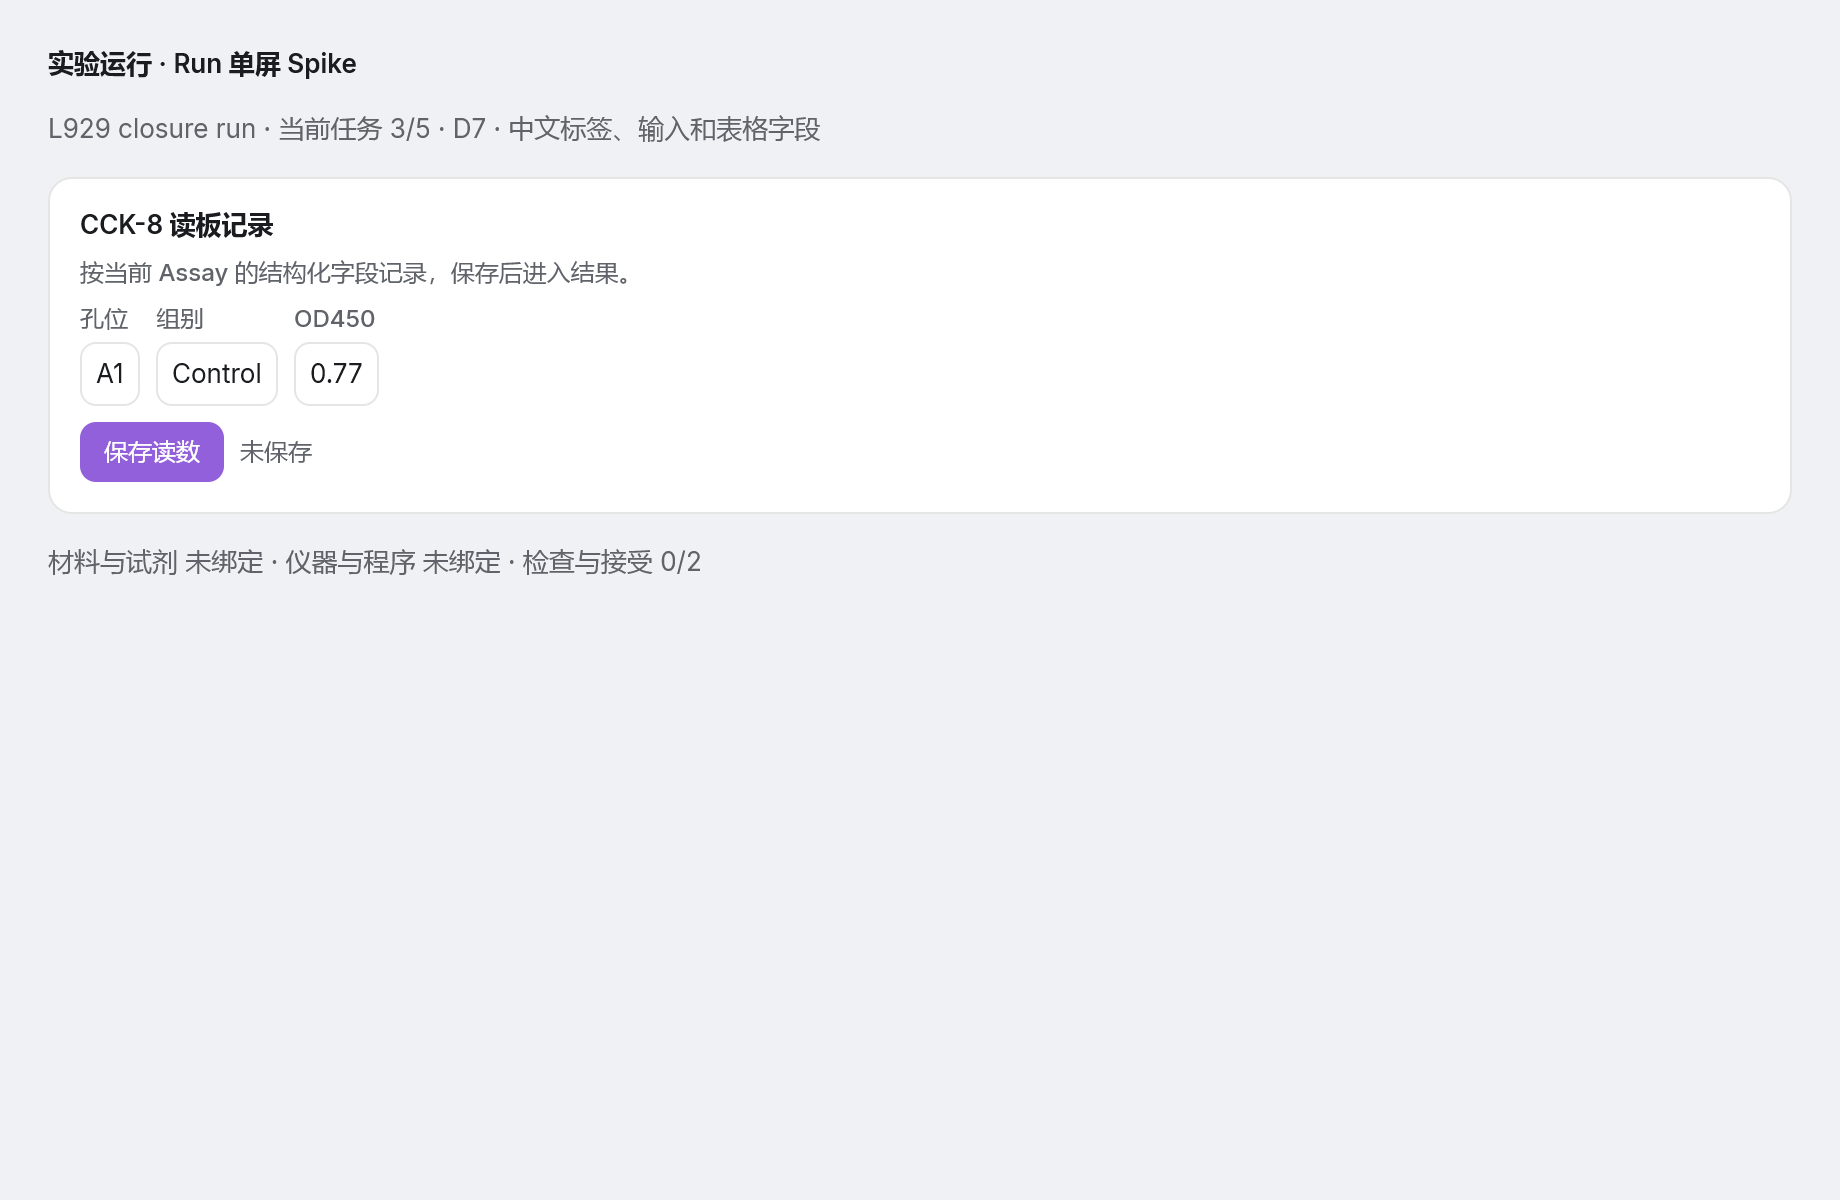 实验运行 · Run 单屏 Spike
L929 closure run · 当前任务 3/5 · D7 · 中文标签、输入和表格字段
CCK-8 读板记录
按当前 Assay 的结构化字段记录，保存后进入结果。
孔位 组别 OD450
A1 Control 0.77
保存读数 未保存
材料与试剂 未绑定 · 仪器与程序 未绑定 · 检查与接受 0/2